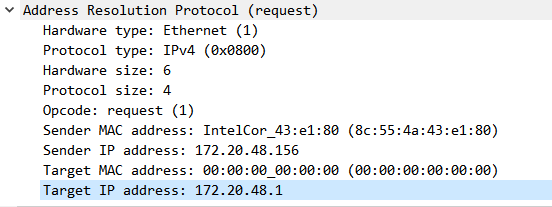 Address Resolution Protocol (request)
Hardware type: Ethernet (1)
Protocol type: IPv4 (0x0800)
Hardware size: 6
Protocol size: 4
Opcode: request (1)
Sender MAC address: IntelCor_43:e1:80 (8c:55:4a:43:e1:80)
Sender IP address: 172.20.48.156
Target MAC address: 00:00:00_00:00:00 (00:00:00:00:00:00)
Target IP address: 172.20.48.1